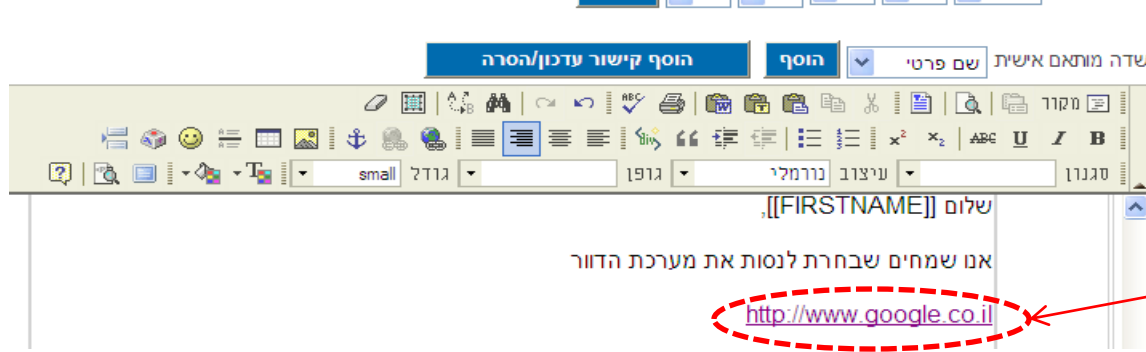 שדה מותאם אישית שם פרטי הוסף הוסף קישור עדכון/הסרה
מקור
B I U ABC x₂ x²
סגנון עיצוב נורמלי גופן גודל small
שלום [[FIRSTNAME]],
אנו שמחים שבחרת לנסות את מערכת הדוור
http://www.google.co.il